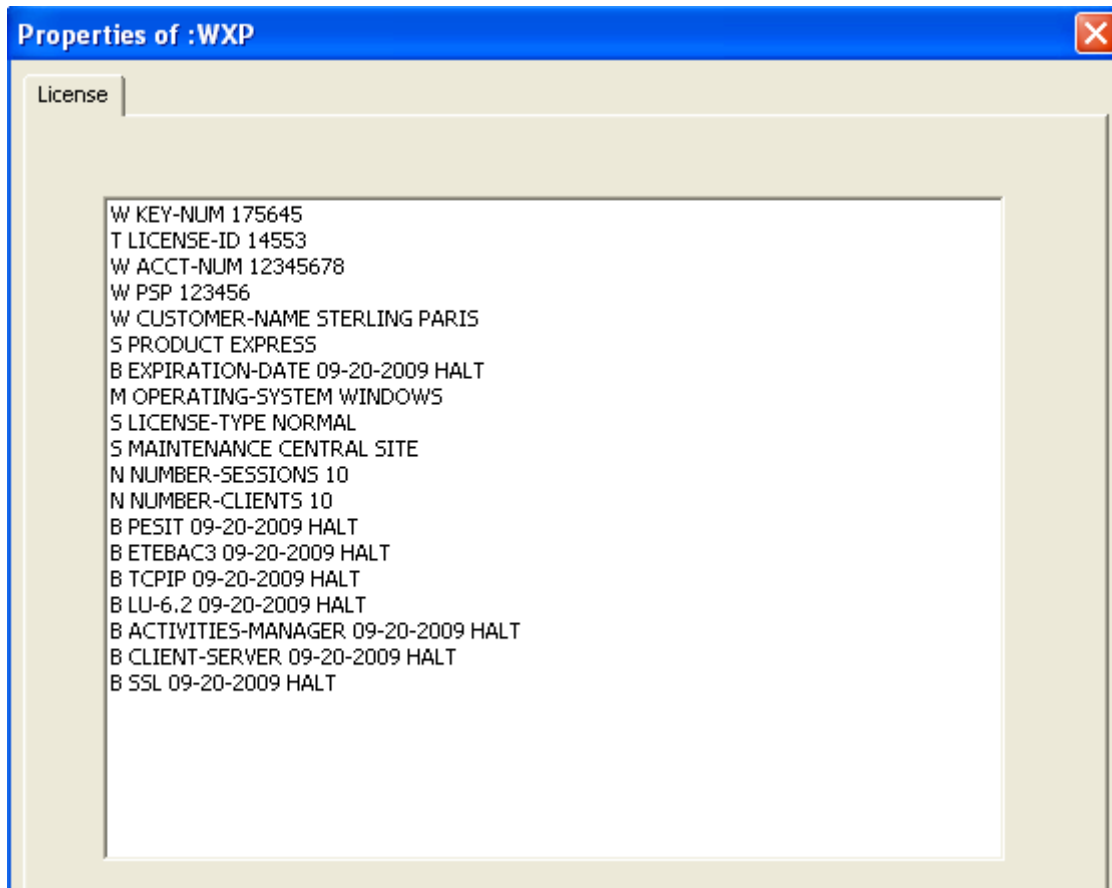 Properties of :WXP
License
W KEY-NUM 175645
T LICENSE-ID 14553
W ACCT-NUM 12345678
W PSP 123456
W CUSTOMER-NAME STERLING PARIS
S PRODUCT EXPRESS
B EXPIRATION-DATE 09-20-2009 HALT
M OPERATING-SYSTEM WINDOWS
S LICENSE-TYPE NORMAL
S MAINTENANCE CENTRAL SITE
N NUMBER-SESSIONS 10
N NUMBER-CLIENTS 10
B PESIT 09-20-2009 HALT
B ETEBAC3 09-20-2009 HALT
B TCPIP 09-20-2009 HALT
B LU-6.2 09-20-2009 HALT
B ACTIVITIES-MANAGER 09-20-2009 HALT
B CLIENT-SERVER 09-20-2009 HALT
B SSL 09-20-2009 HALT